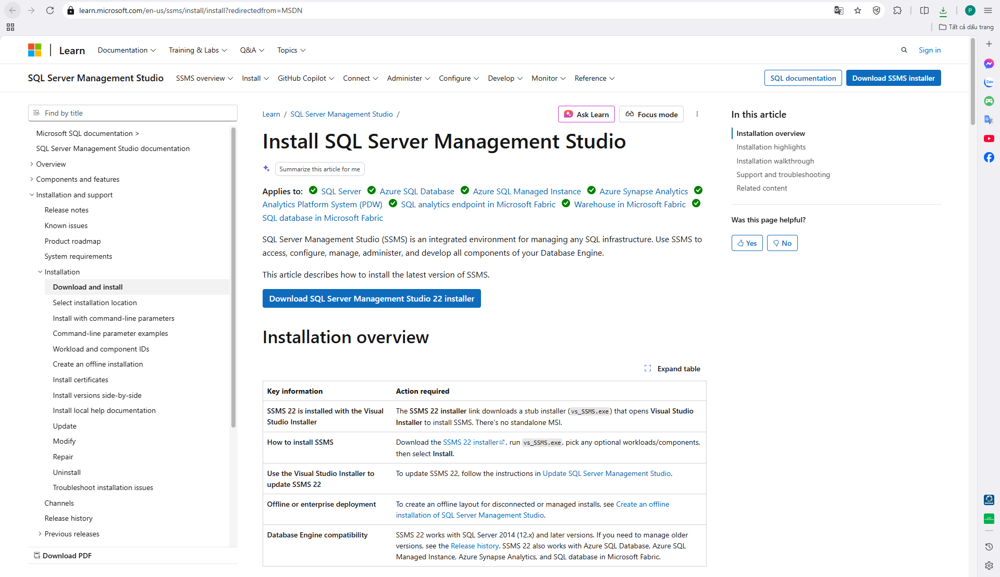 learn.microsoft.com/en-us/ssms/install/install?redirectedfrom=MSDN
P
Tất cả dấu trang
Learn
Documentation
Training & Labs
Q&A
Topics
Sign in
SQL Server Management Studio
SSMS overview
Install
GitHub Copilot
Connect
Administer
Configure
Develop
Monitor
Reference
SQL documentation
Download SSMS installer
Find by title
Microsoft SQL documentation >
SQL Server Management Studio documentation
Overview
Components and features
Installation and support
Release notes
Known issues
Product roadmap
System requirements
Installation
Download and install
Select installation location
Install with command-line parameters
Command-line parameter examples
Workload and component IDs
Create an offline installation
Install certificates
Install versions side-by-side
Install local help documentation
Update
Modify
Repair
Uninstall
Troubleshoot installation issues
Channels
Release history
Previous releases
Download PDF
Learn / SQL Server Management Studio /
Ask Learn
Focus mode
Install SQL Server Management Studio
Summarize this article for me
Applies to: SQL Server Azure SQL Database Azure SQL Managed Instance Azure Synapse Analytics
Analytics Platform System (PDW) SQL analytics endpoint in Microsoft Fabric Warehouse in Microsoft Fabric
SQL database in Microsoft Fabric
SQL Server Management Studio (SSMS) is an integrated environment for managing any SQL infrastructure. Use SSMS to
access, configure, manage, administer, and develop all components of your Database Engine.
This article describes how to install the latest version of SSMS.
Download SQL Server Management Studio 22 installer
Installation overview
Expand table
Key information
Action required
SSMS 22 is installed with the Visual
Studio Installer
The SSMS 22 installer link downloads a stub installer (vs_SSMS.exe) that opens Visual Studio
Installer to install SSMS. There's no standalone MSI.
How to install SSMS
Download the SSMS 22 installer, run vs_SSMS.exe, pick any optional workloads/components,
then select Install.
Use the Visual Studio Installer to
update SSMS 22
To update SSMS 22, follow the instructions in Update SQL Server Management Studio.
Offline or enterprise deployment
To create an offline layout for disconnected or managed installs, see Create an offline
installation of SQL Server Management Studio.
Database Engine compatibility
SSMS 22 works with SQL Server 2014 (12.x) and later versions. If you need to manage older
versions, see the Release history. SSMS 22 also works with Azure SQL Database, Azure SQL
Managed Instance, Azure Synapse Analytics, and SQL database in Microsoft Fabric.
In this article
Installation overview
Installation highlights
Installation walkthrough
Support and troubleshooting
Related content
Was this page helpful?
Yes
No
Zalo